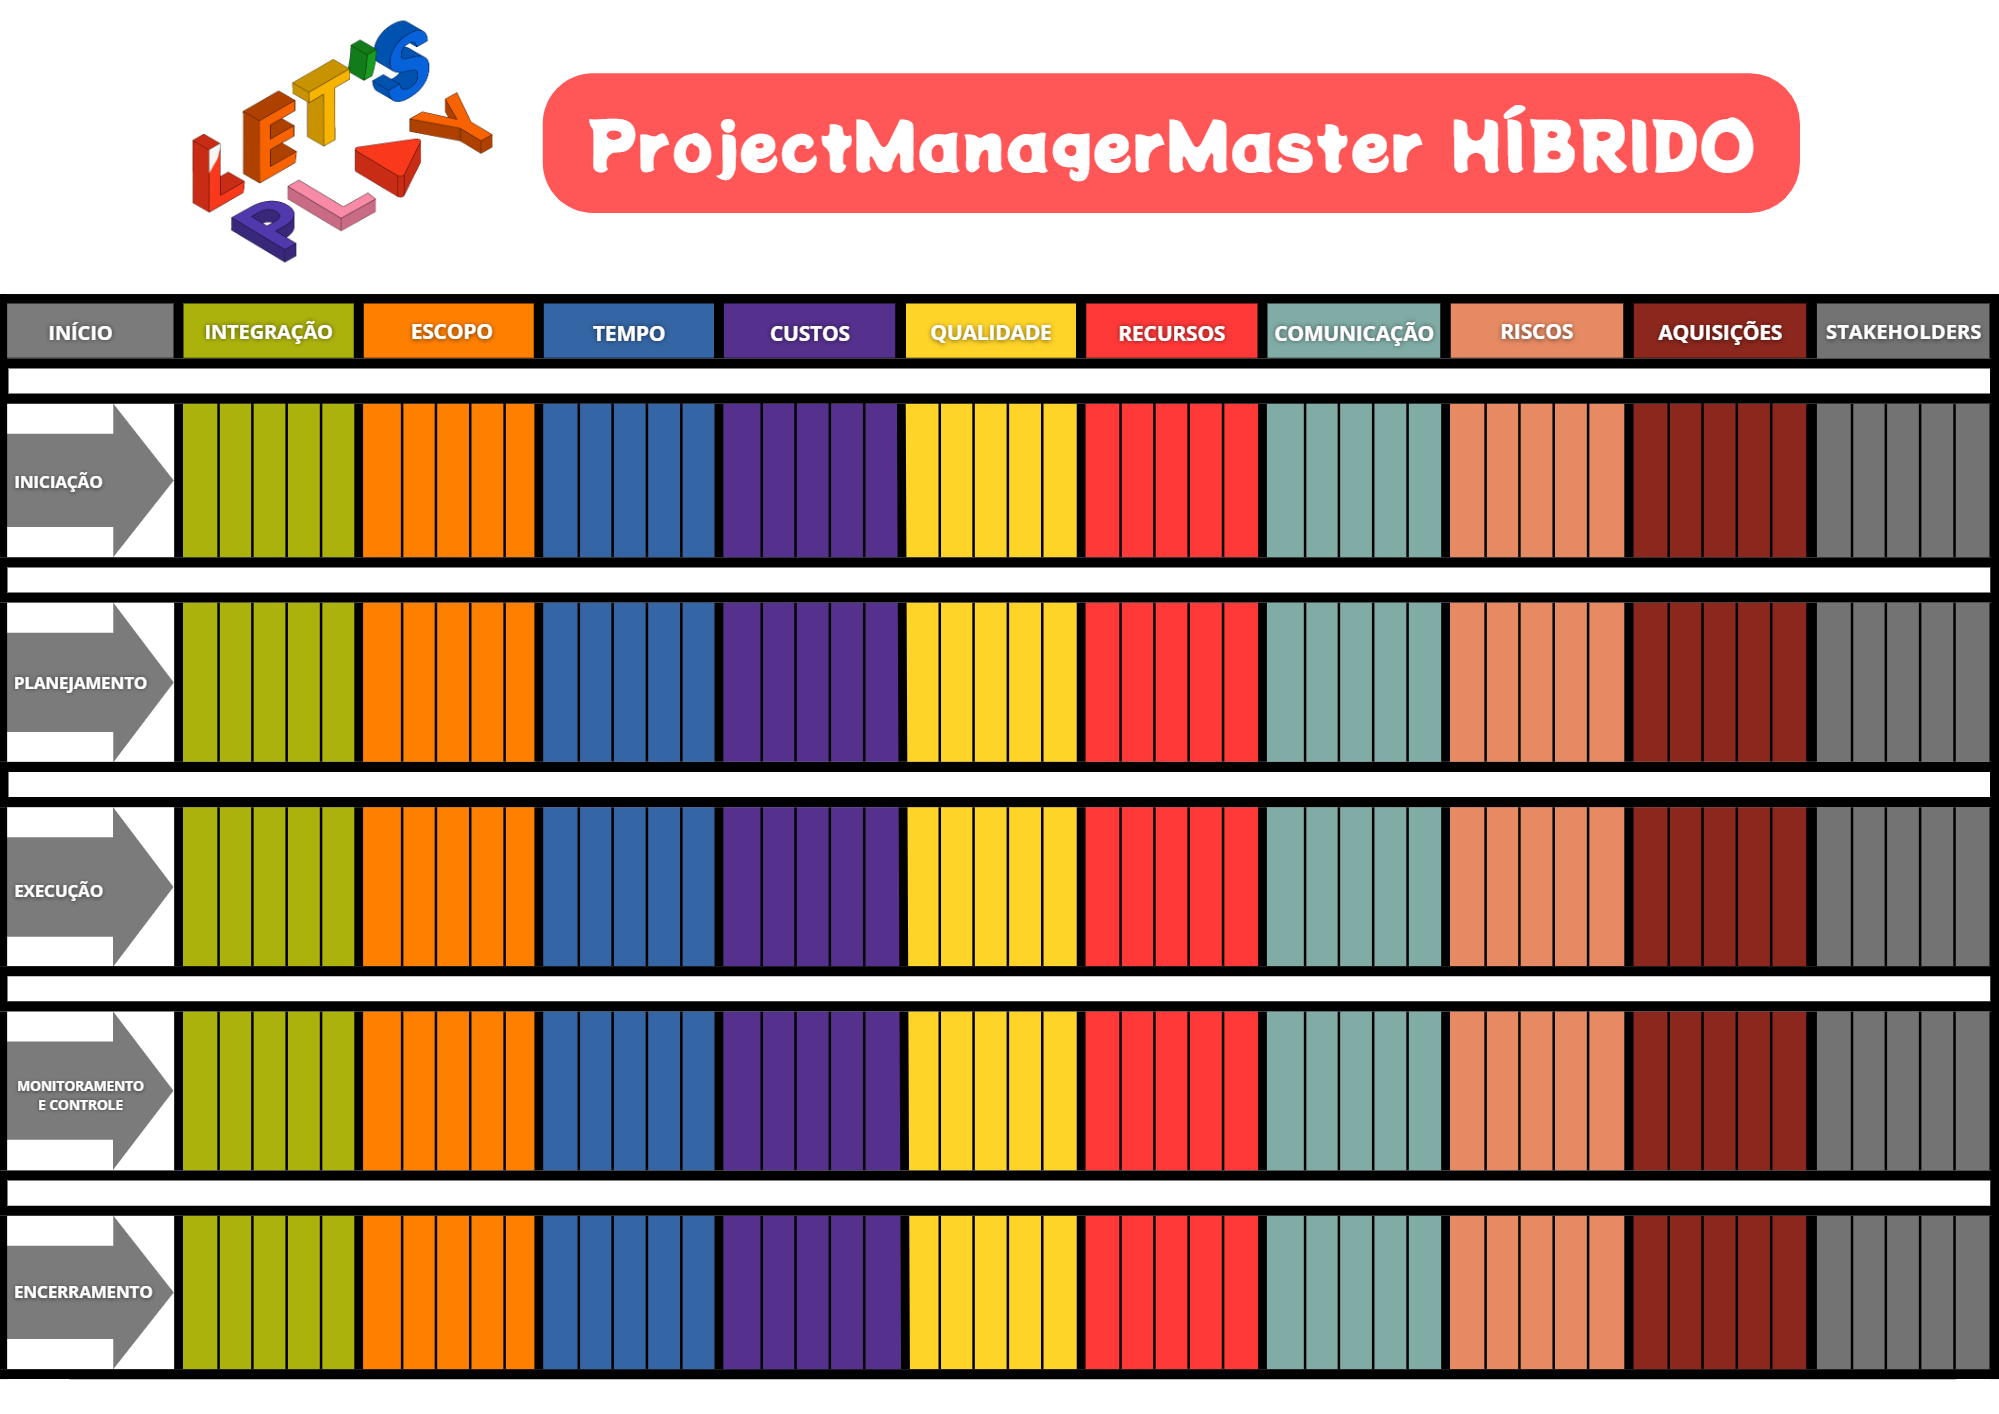 LET'S
PLAY
ProjectManagerMaster HÍBRIDO
INÍCIO INTEGRAÇÃO ESCOPO TEMPO CUSTOS QUALIDADE RECURSOS COMUNICAÇÃO RISCOS AQUISIÇÕES STAKEHOLDERS
INICIAÇÃO
PLANEJAMENTO
EXECUÇÃO
MONITORAMENTO
E CONTROLE
ENCERRAMENTO